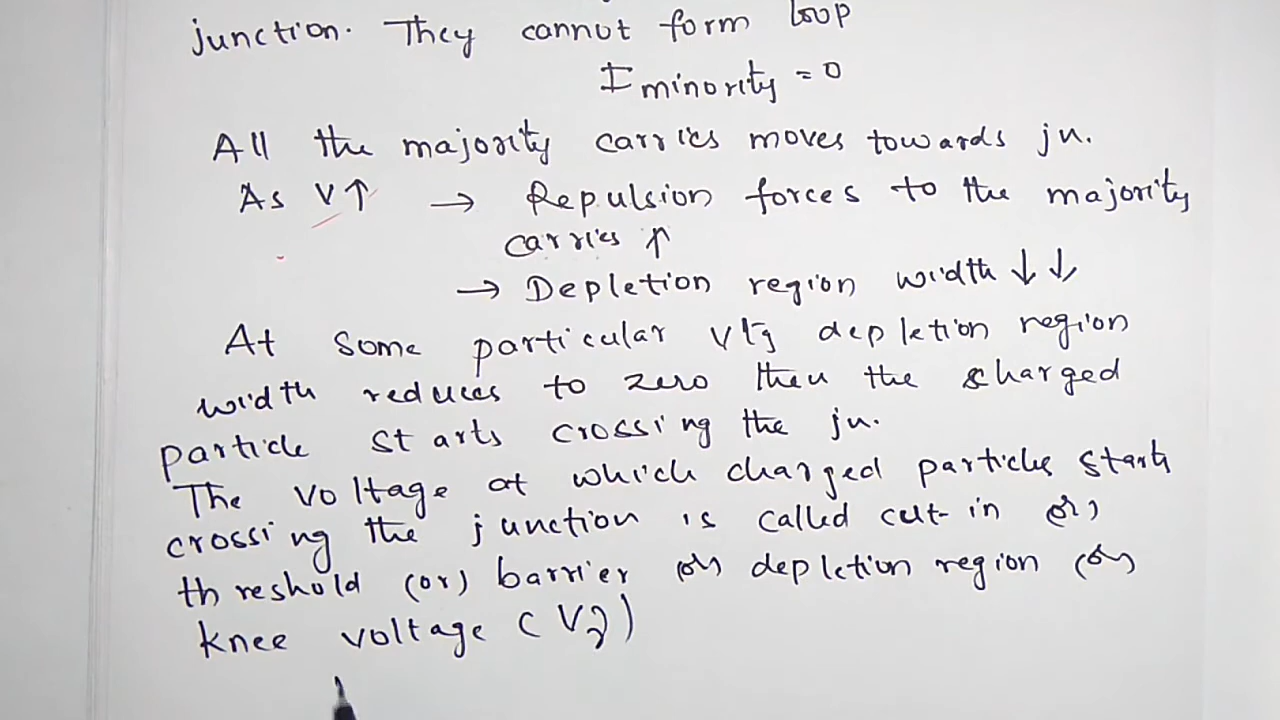 junction. They cannot form loop
I minority = 0
All the majority carries moves towards jn.
As V↑ → Repulsion forces to the majority
carries ↑
→ Depletion region width ↓ ↓
At some particular vltg depletion region
width reduces to zero then the charged
particle starts crossing the jn.
The voltage at which charged particles starts
crossing the junction is called cut-in (or)
threshold (or) barrier (or) depletion region (or)
knee voltage (Vγ)